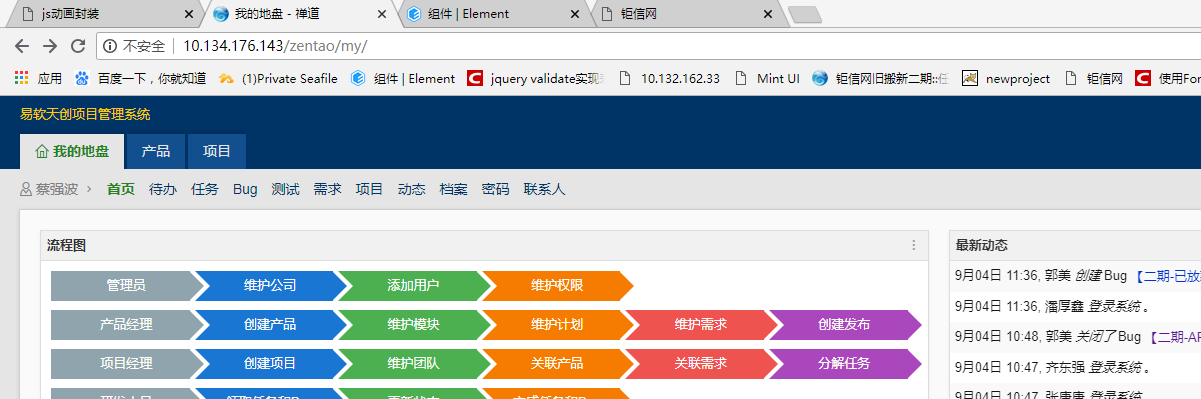 js动画封装 我的地盘 - 禅道 组件 | Element 钜信网
不安全 10.134.176.143/zentao/my/
应用 百度一下，你就知道 (1)Private Seafile 组件 | Element jquery validate实现 10.132.162.33 Mint UI 钜信网旧搬新二期::任 newproject 钜信网 使用For
易软天创项目管理系统
我的地盘 产品 项目
蔡强波 首页 待办 任务 Bug 测试 需求 项目 动态 档案 密码 联系人
流程图 最新动态
管理员 维护公司 添加用户 维护权限
9月04日 11:36, 郭美 创建 Bug 【二期-已放
9月04日 11:36, 潘厚鑫 登录系统 。
产品经理 创建产品 维护模块 维护计划 维护需求 创建发布
9月04日 10:48, 郭美 关闭了 Bug 【二期-AP
项目经理 创建项目 维护团队 关联产品 关联需求 分解任务
9月04日 10:47, 齐东强 登录系统 。
9月04日 10:47,